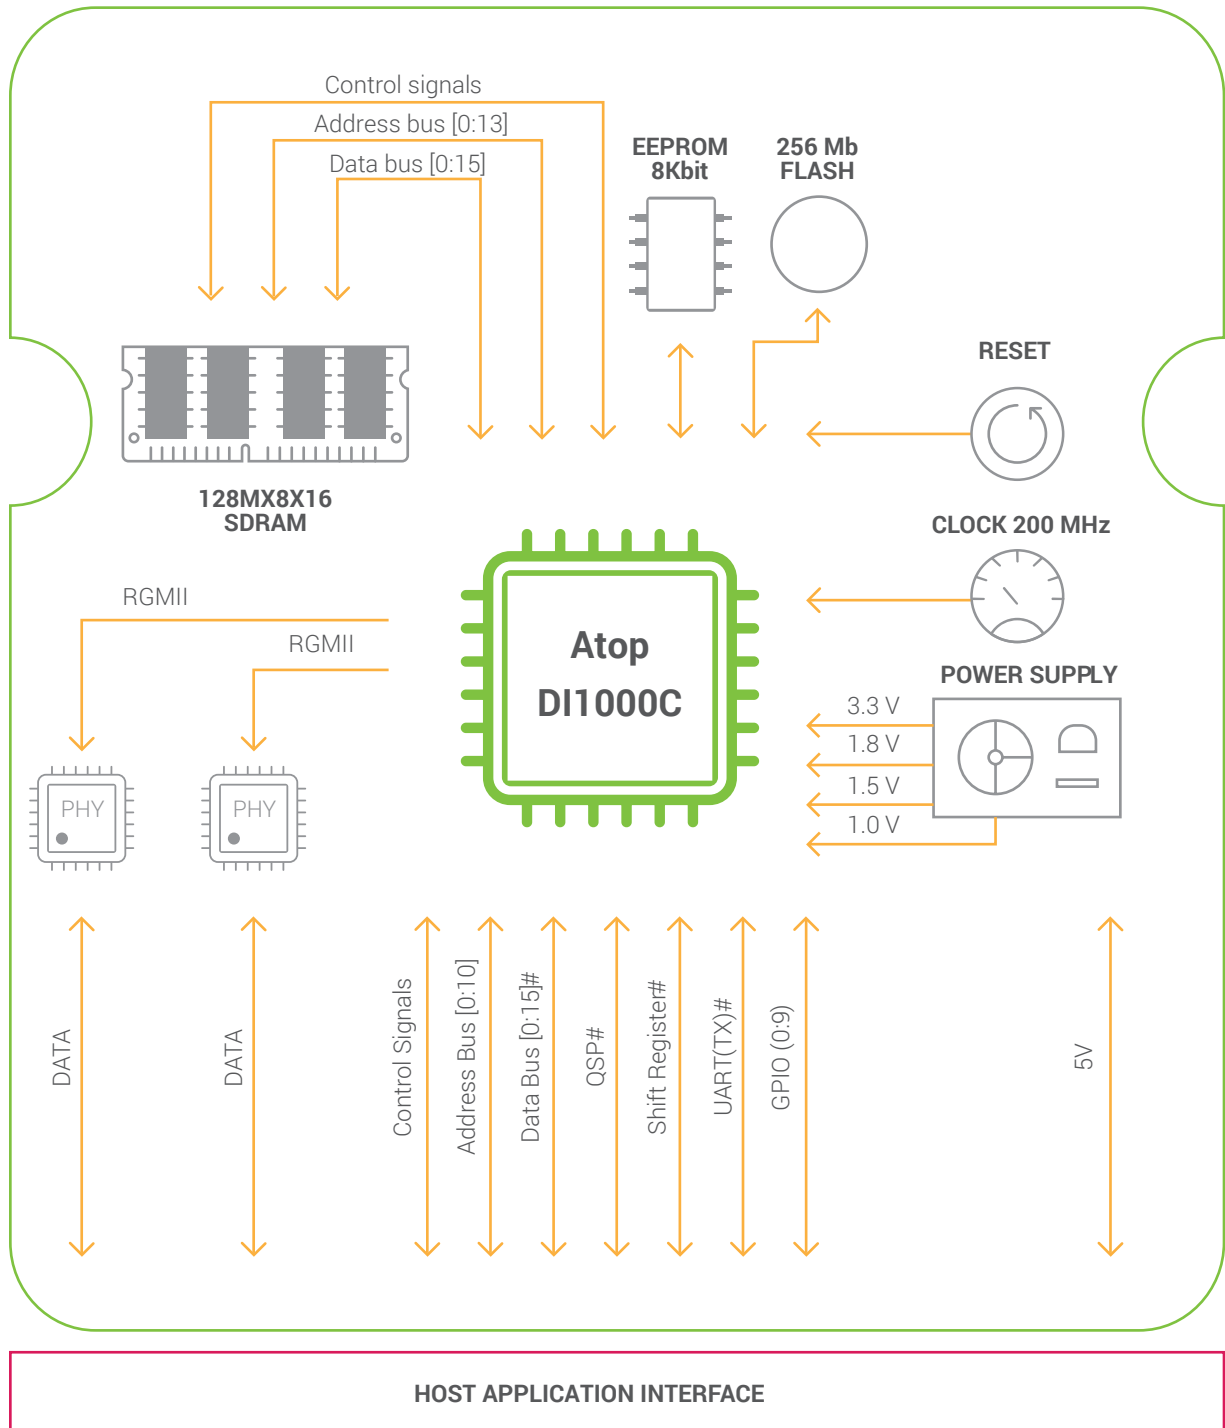 Control signals
Address bus [0:13]
Data bus [0:15]
EEPROM
8Kbit
256 Mb
FLASH
RESET
128MX8X16
SDRAM
CLOCK 200 MHz
RGMII
RGMII
Atop
DI1000C
POWER SUPPLY
3.3 V
1.8 V
1.5 V
1.0 V
PHY
PHY
DATA
DATA
Control Signals
Address Bus [0:10]
Data Bus [0:15]#
QSP#
Shift Register#
UART(TX)#
GPIO (0:9)
5V
HOST APPLICATION INTERFACE